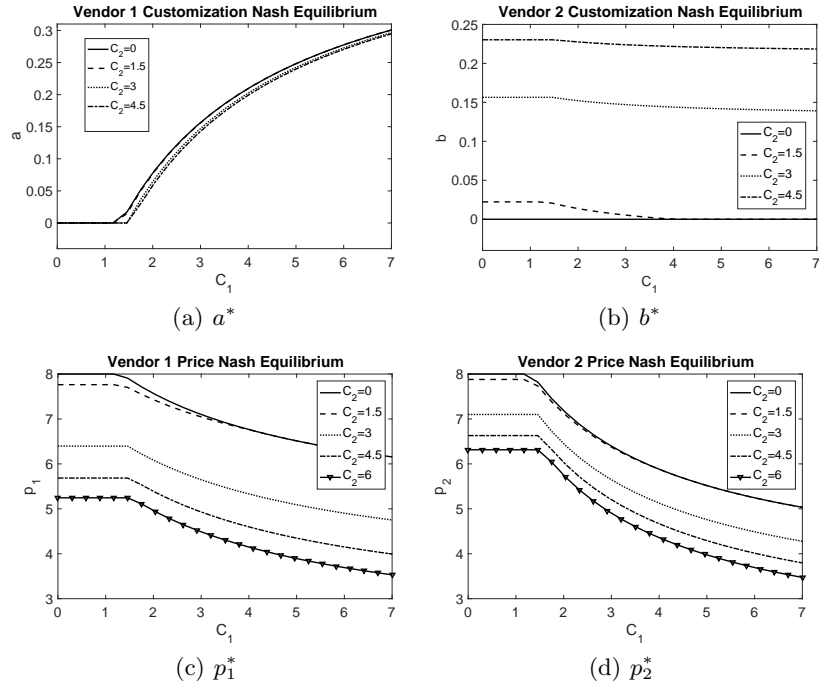 Vendor 1 Customization Nash Equilibrium
0.3
0.25
0.2
0.15
0.1
0.05
0
a
C₂=0
C₂=1.5
C₂=3
C₂=4.5
0 1 2 3 4 5 6 7
C₁
(a) a*
Vendor 2 Customization Nash Equilibrium
0.25
0.2
0.15
0.1
0.05
0
b
C₂=0
C₂=1.5
C₂=3
C₂=4.5
0 1 2 3 4 5 6 7
C₁
(b) b*
Vendor 1 Price Nash Equilibrium
8
7
6
5
4
3
p₁
C₂=0
C₂=1.5
C₂=3
C₂=4.5
C₂=6
0 1 2 3 4 5 6 7
C₁
(c) p₁*
Vendor 2 Price Nash Equilibrium
8
7
6
5
4
3
p₂
C₂=0
C₂=1.5
C₂=3
C₂=4.5
C₂=6
0 1 2 3 4 5 6 7
C₁
(d) p₂*